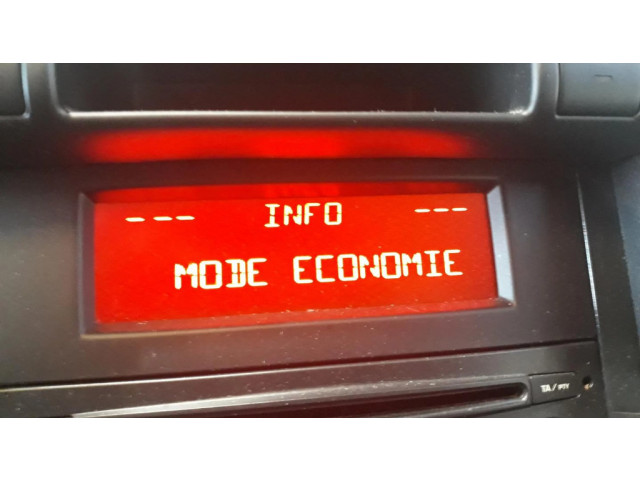 --- INFO ---
MODE ECONOMIE
TA/PTY